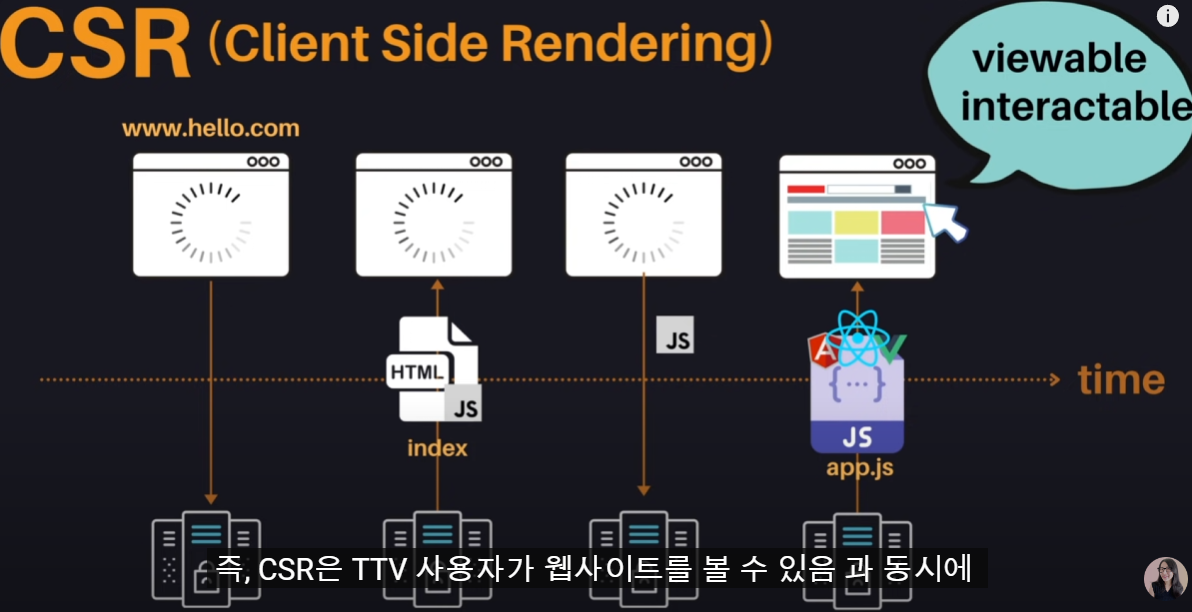 CSR (Client Side Rendering)
viewable
interactable
www.hello.com
HTML
JS
index
JS
A
{...}
JS
app.js
time
즉, CSR은 TTV 사용자가 웹사이트를 볼 수 있음 과 동시에